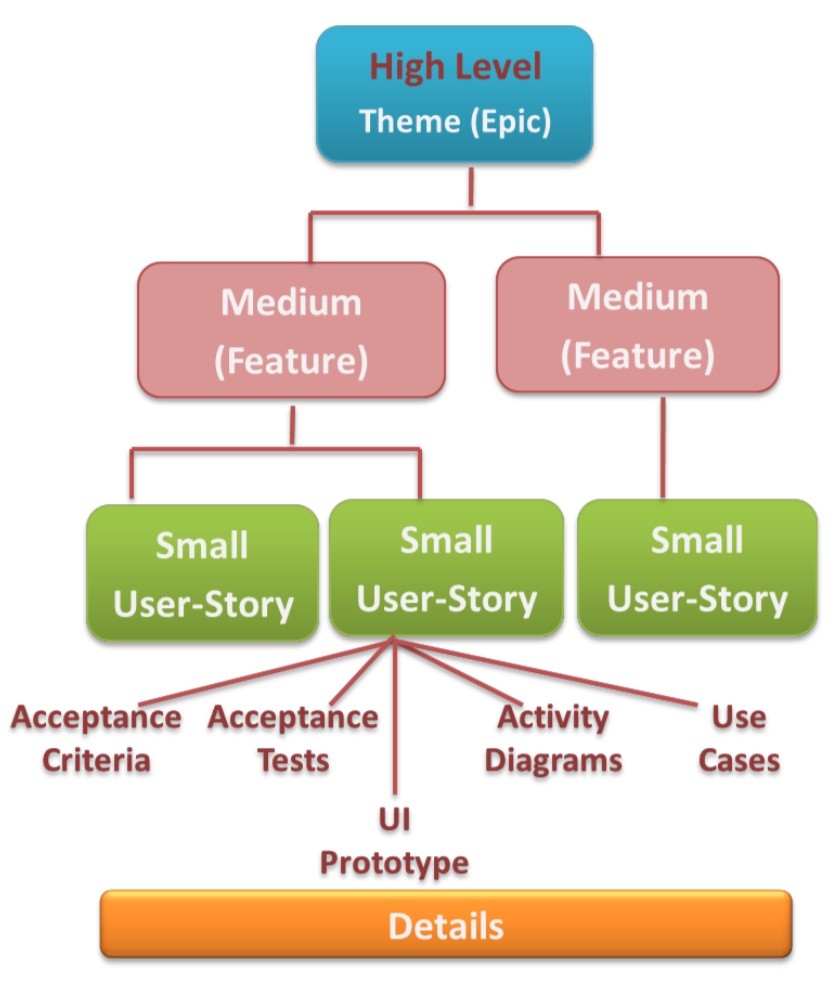 High Level
Theme (Epic)
Medium
(Feature)
Medium
(Feature)
Small
User-Story
Small
User-Story
Small
User-Story
Acceptance
Criteria
Acceptance
Tests
UI
Prototype
Activity
Diagrams
Use
Cases
Details